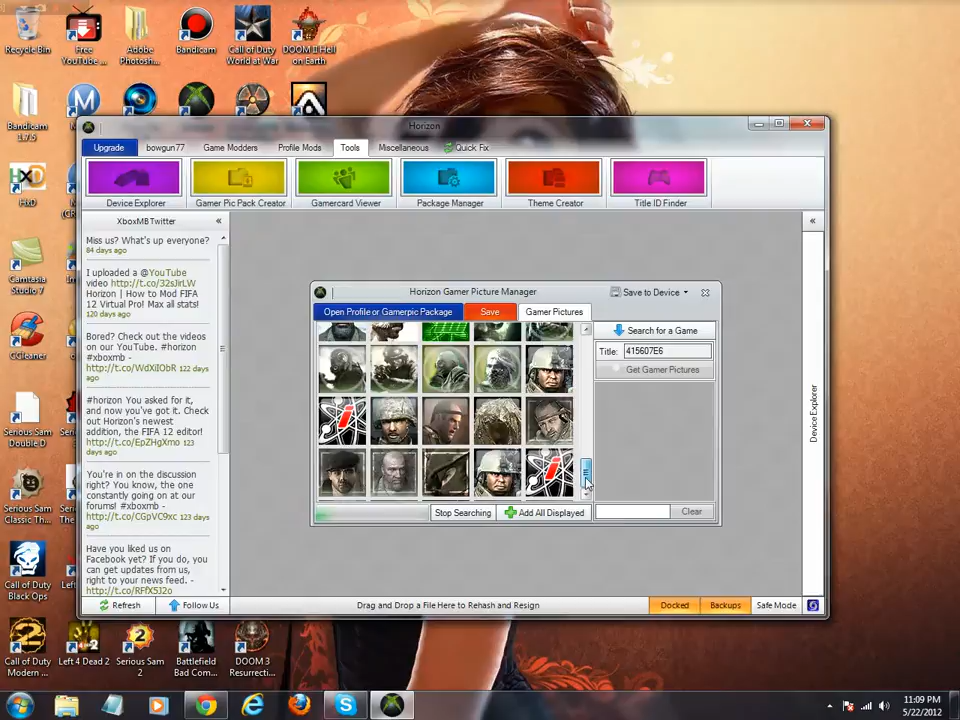 Recycle Bin
Free
YouTube ...
Adobe
Photosh...
Bandicam
Call of Duty
World at War
DOOM II Hell
on Earth
Bandicam
1.7.5
HxD
Camtasia
Studio 7
CCleaner
Serious Sam
Double D
Serious Sam
Classic Th...
Call of Duty
Black Ops
Call of Duty
Modern ...
Left 4 Dead 2
Serious Sam
2
Battlefield
Bad Com...
DOOM 3
Resurrecti...
Horizon
Upgrade
bowgun77
Game Modders
Profile Mods
Tools
Miscellaneous
Quick Fix
Device Explorer
Gamer Pic Pack Creator
Gamercard Viewer
Package Manager
Theme Creator
Title ID Finder
XboxMB Twitter
«
Miss us? What's up everyone?
84 days ago
I uploaded a @YouTube
video http://t.co/32sJirLW
Horizon | How to Mod FIFA
12 Virtual Pro! Max all stats!
120 days ago
Bored? Check out the videos
on our YouTube. #horizon
#xboxmb -
http://t.co/WdXiIObR 122
days ago
#horizon You asked for it,
and now you've got it. Check
out Horizon's newest
addition, the FIFA 12 editor!
http://t.co/EpZHgXmo 123
days ago
You're in on the discussion
right? You know, the one
constantly going on at our
forums! #xboxmb -
http://t.co/CGpVC9xc 123 days
ago
Have you liked us on
Facebook yet? If you do, you
can get updates from us,
right to your news feed. -
http://t.co/RFfX5J2o
Refresh
Follow Us
Horizon Gamer Picture Manager
Save to Device
Open Profile or Gamerpic Package
Save
Gamer Pictures
Search for a Game
Title:
415607E6
Get Gamer Pictures
Stop Searching
Add All Displayed
Clear
«
Device Explorer
Drag and Drop a File Here to Rehash and Resign
Docked
Backups
Safe Mode
11:09 PM
5/22/2012